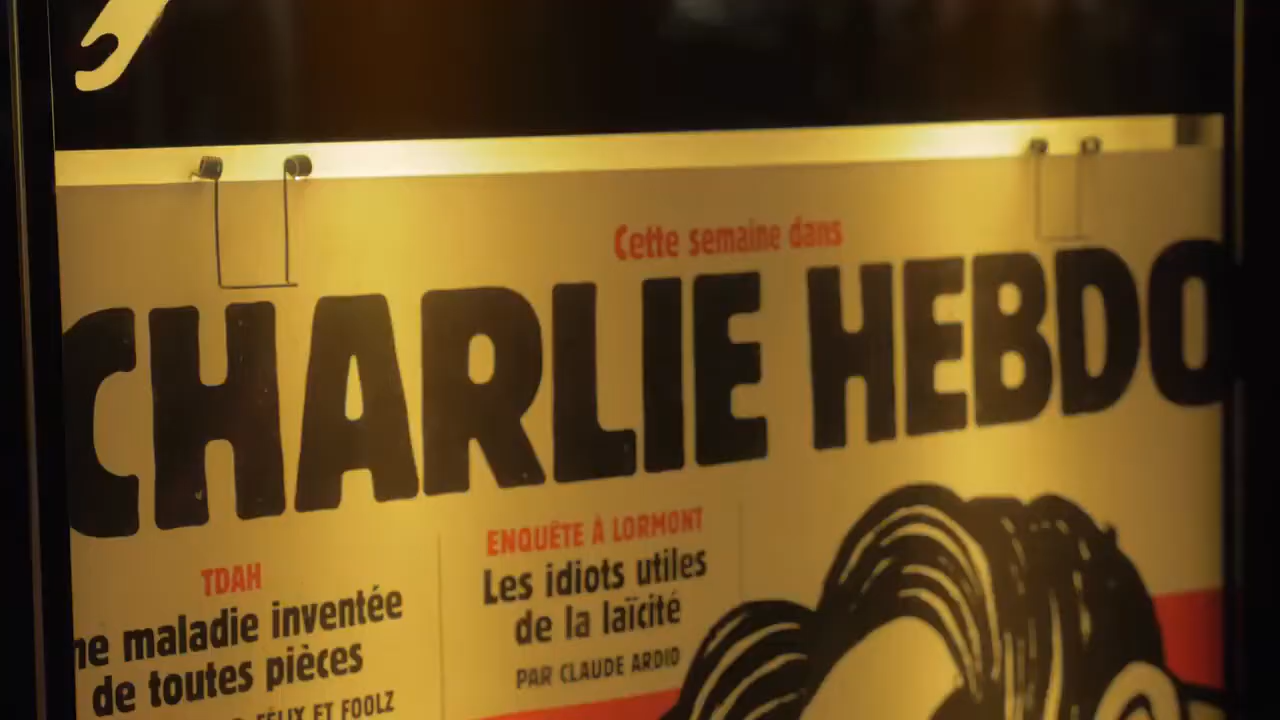 Cette semaine dans
CHARLIE HEBDO
TDAH
ne maladie inventée
de toutes pièces
FÉLIX ET FOOLZ
ENQUÊTE À LORMONT
Les idiots utiles
de la laïcité
PAR CLAUDE ARDID